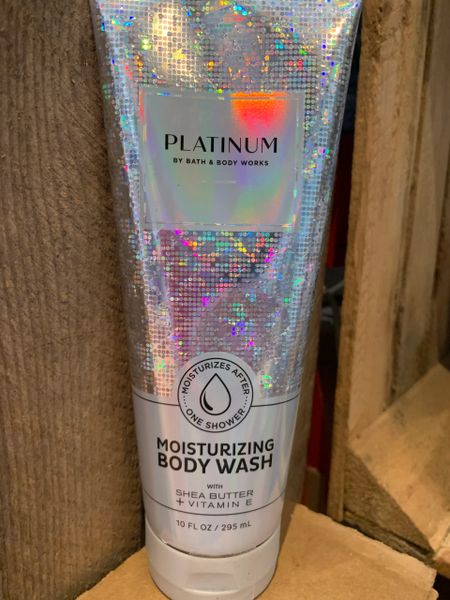 PLATINUM
BY BATH & BODY WORKS
MOISTURIZES AFTER
ONE SHOWER
MOISTURIZING
BODY WASH
WITH
SHEA BUTTER
+ VITAMIN E
10 FL OZ / 295 mL